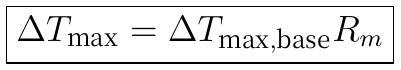 ΔT_max = ΔT_max,base R_m